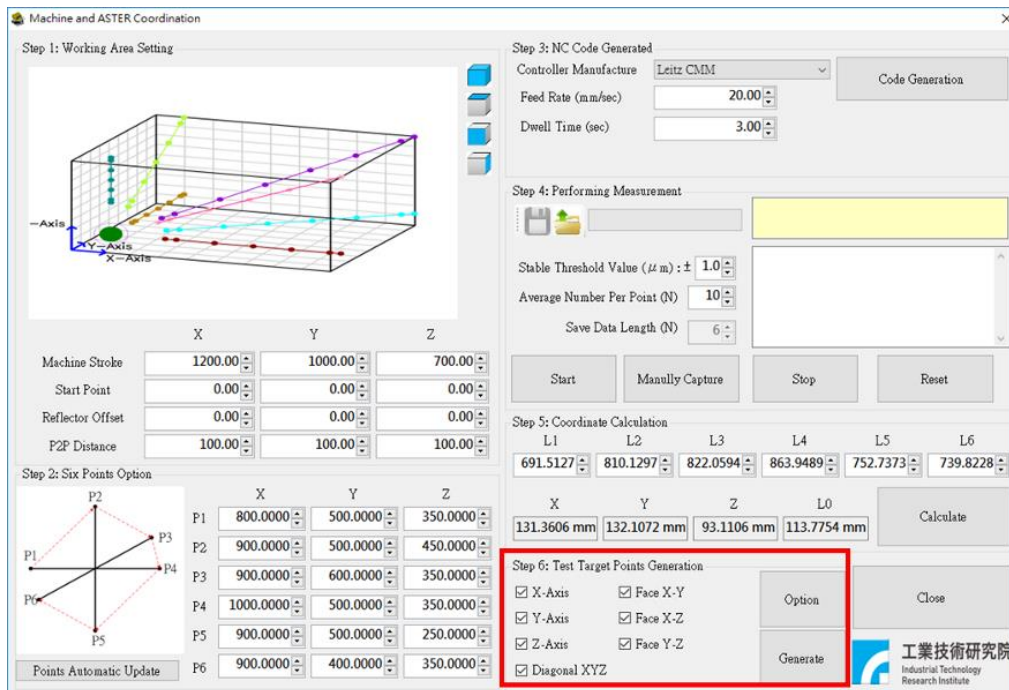 Machine and ASTER Coordination
Step 1: Working Area Setting
-Axis
Y-Axis
X-Axis
X Y Z
Machine Stroke 1200.00 1000.00 700.00
Start Point 0.00 0.00 0.00
Reflector Offset 0.00 0.00 0.00
P2P Distance 100.00 100.00 100.00
Step 2: Six Points Option
P2
P3
P1
P4
P6
P5
Points Automatic Update
X Y Z
P1 800.0000 500.0000 350.0000
P2 900.0000 500.0000 450.0000
P3 900.0000 600.0000 350.0000
P4 1000.0000 500.0000 350.0000
P5 900.0000 500.0000 250.0000
P6 900.0000 400.0000 350.0000
Step 3: NC Code Generated
Controller Manufacture Leitz CMM
Feed Rate (mm/sec) 20.00
Dwell Time (sec) 3.00
Code Generation
Step 4: Performing Measurement
Stable Threshold Value (μm) : ± 1.0
Average Number Per Point (N) 10
Save Data Length (N) 6
Start Manully Capture Stop Reset
Step 5: Coordinate Calculation
L1 L2 L3 L4 L5 L6
691.5127 810.1297 822.0594 863.9489 752.7373 739.8228
X Y Z L0
131.3606 mm 132.1072 mm 93.1106 mm 113.7754 mm
Calculate
Step 6: Test Target Points Generation
X-Axis Face X-Y
Y-Axis Face X-Z
Z-Axis Face Y-Z
Diagonal XYZ
Option
Generate
Close
工業技術研究院
Industrial Technology
Research Institute